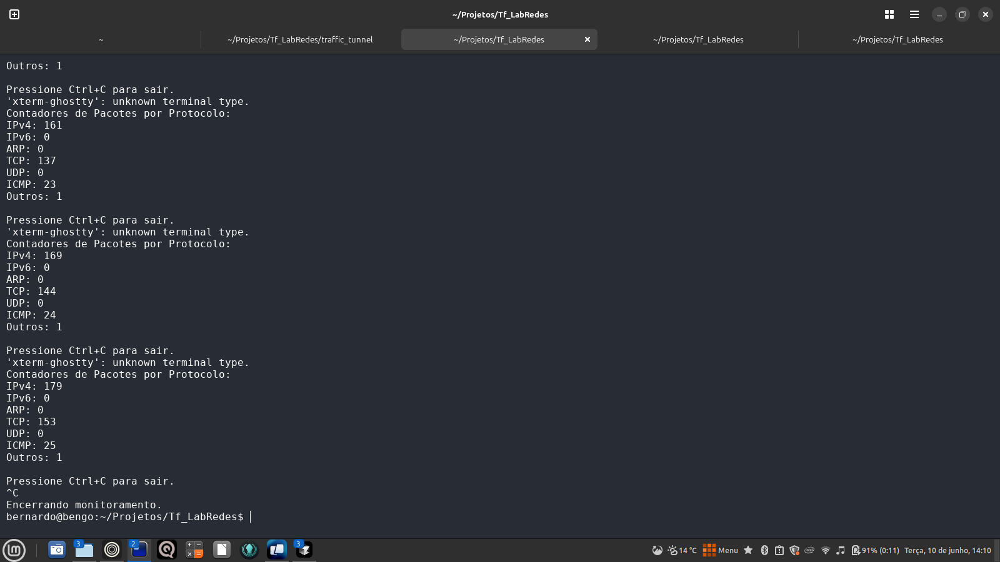 ~/Projetos/Tf_LabRedes
~
~/Projetos/Tf_LabRedes/traffic_tunnel
~/Projetos/Tf_LabRedes
~/Projetos/Tf_LabRedes
~/Projetos/Tf_LabRedes
Outros: 1
Pressione Ctrl+C para sair.
'xterm-ghostty': unknown terminal type.
Contadores de Pacotes por Protocolo:
IPv4: 161
IPv6: 0
ARP: 0
TCP: 137
UDP: 0
ICMP: 23
Outros: 1
Pressione Ctrl+C para sair.
'xterm-ghostty': unknown terminal type.
Contadores de Pacotes por Protocolo:
IPv4: 169
IPv6: 0
ARP: 0
TCP: 144
UDP: 0
ICMP: 24
Outros: 1
Pressione Ctrl+C para sair.
'xterm-ghostty': unknown terminal type.
Contadores de Pacotes por Protocolo:
IPv4: 179
IPv6: 0
ARP: 0
TCP: 153
UDP: 0
ICMP: 25
Outros: 1
Pressione Ctrl+C para sair.
^C
Encerrando monitoramento.
bernardo@bengo:~/Projetos/Tf_LabRedes$
3
2
3
14 °C
Menu
91% (0:11)
Terça, 10 de junho, 14:10